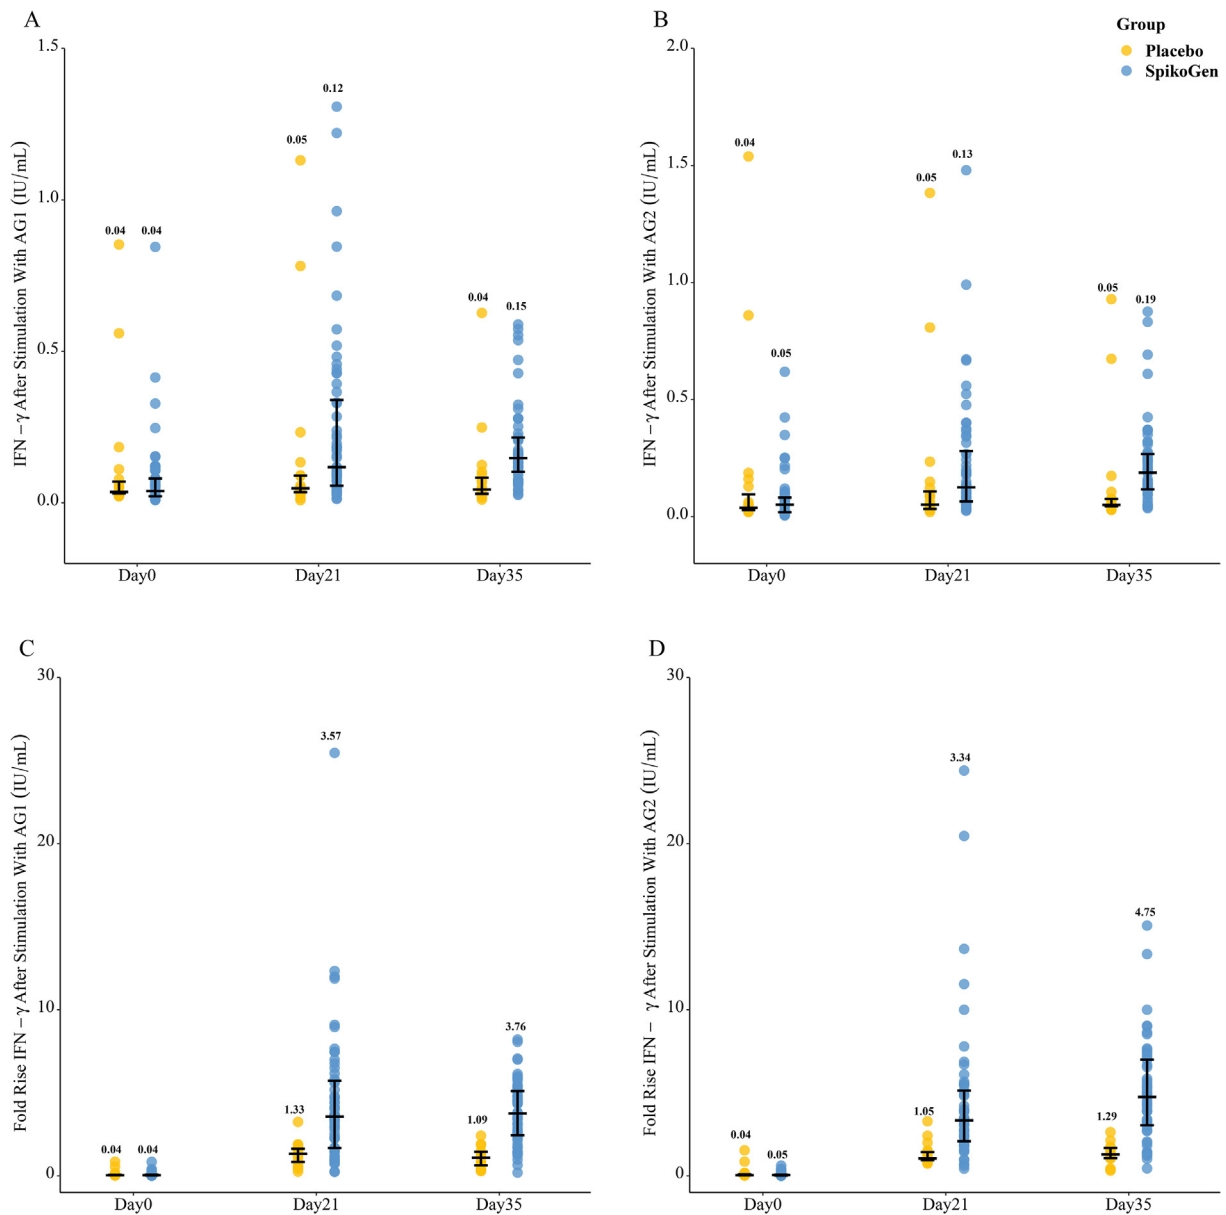 A
IFN – γ After Stimulation With AG1 (IU/mL)
1.5
1.0
0.5
0.0
0.04
0.04
0.05
0.12
0.04
0.15
Day0
Day21
Day35
B
Group
Placebo
SpikoGen
IFN – γ After Stimulation With AG2 (IU/mL)
2.0
1.5
1.0
0.5
0.0
0.04
0.05
0.05
0.13
0.05
0.19
Day0
Day21
Day35
C
Fold Rise IFN – γ After Stimulation With AG1 (IU/mL)
30
20
10
0
0.04
0.04
1.33
3.57
1.09
3.76
Day0
Day21
Day35
D
Fold Rise IFN – γ After Stimulation With AG2 (IU/mL)
30
20
10
0
0.04
0.05
1.05
3.34
1.29
4.75
Day0
Day21
Day35